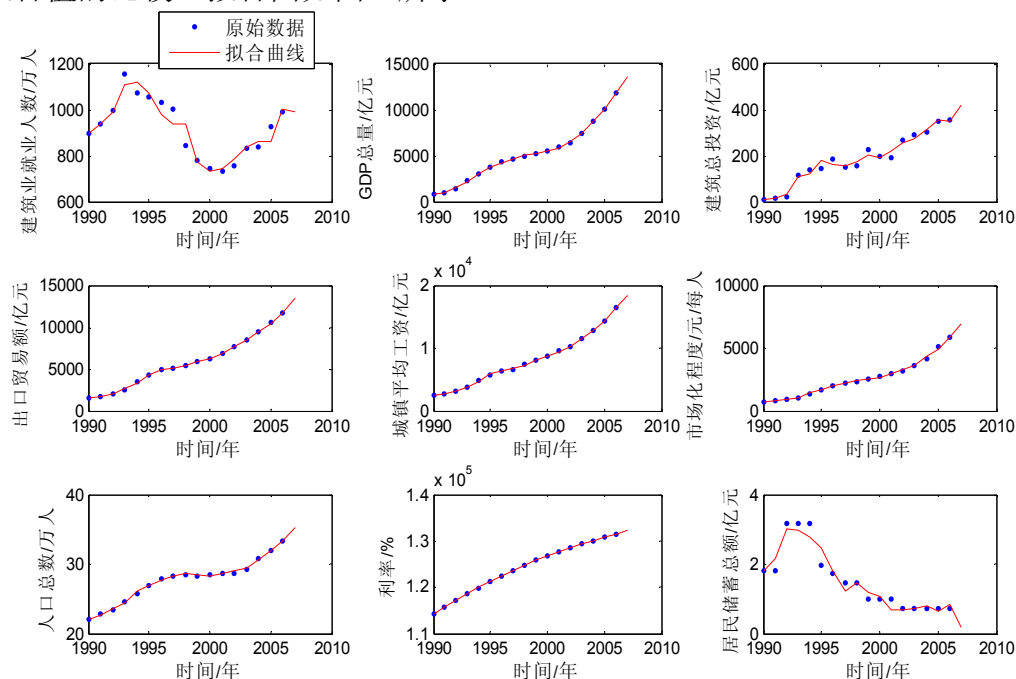 原始数据
拟合曲线
建筑业就业人数/万人
1200
1000
800
600
1990 1995 2000 2005 2010
时间/年
GDP总量/亿元
15000
10000
5000
0
1990 1995 2000 2005 2010
时间/年
建筑总投资/亿元
600
400
200
0
1990 1995 2000 2005 2010
时间/年
出口贸易额/亿元
15000
10000
5000
0
1990 1995 2000 2005 2010
时间/年
城镇平均工资/亿元
x 10^4
2
1
0
1990 1995 2000 2005 2010
时间/年
市场化程度/元/每人
10000
5000
0
1990 1995 2000 2005 2010
时间/年
人口总数/万人
40
30
20
1990 1995 2000 2005 2010
时间/年
利率/%
x 10^5
1.4
1.3
1.2
1.1
1990 1995 2000 2005 2010
时间/年
居民储蓄总额/亿元
4
2
0
1990 1995 2000 2005 2010
时间/年